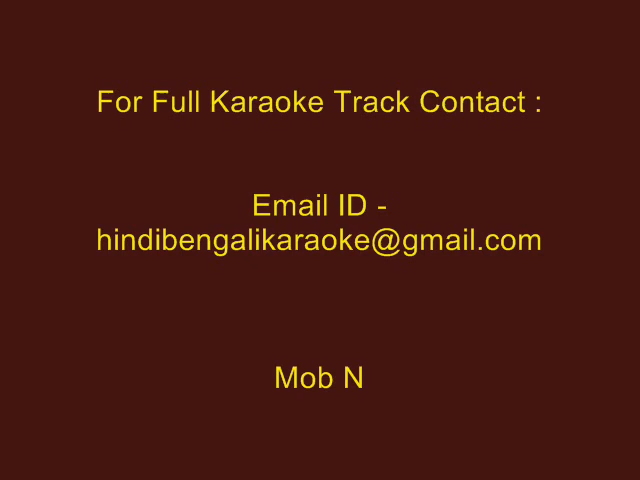 For Full Karaoke Track Contact :
Email ID -
hindibengalikaraoke@gmail.com
Mob N